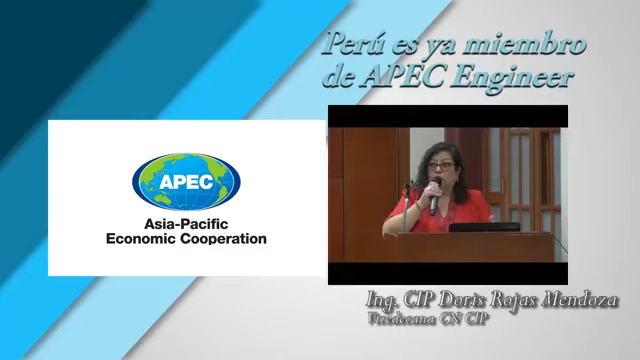 Perú es ya miembro
de APEC Engineer
APEC
Asia-Pacific
Economic Cooperation
Ing. CIP Doris Rojas Mendoza
Vicedecana CN CIP